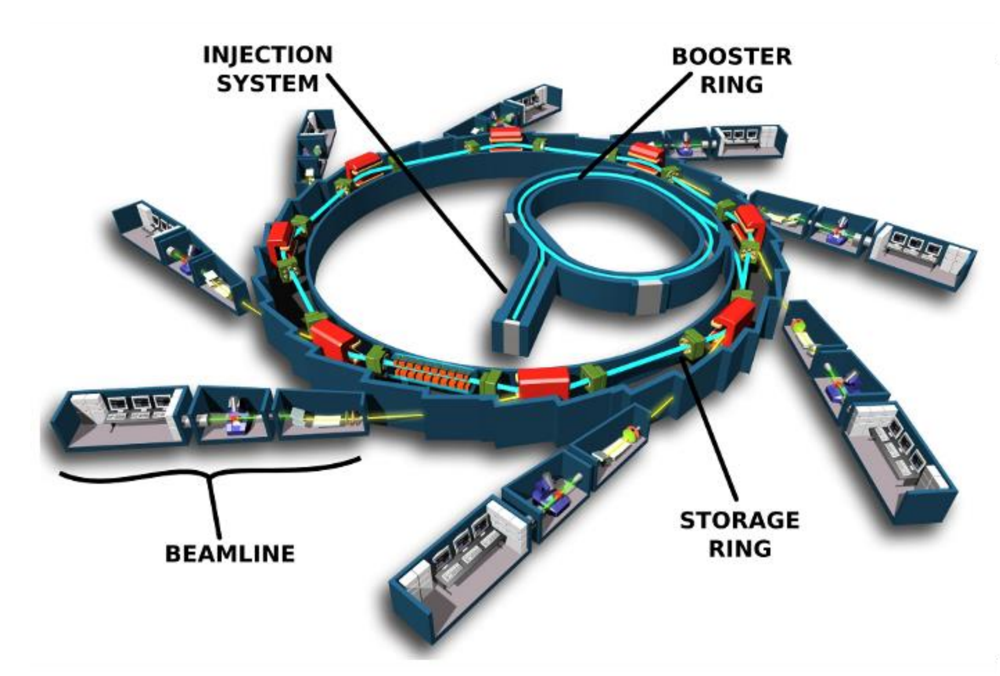 INJECTION
SYSTEM
BOOSTER
RING
STORAGE
RING
BEAMLINE